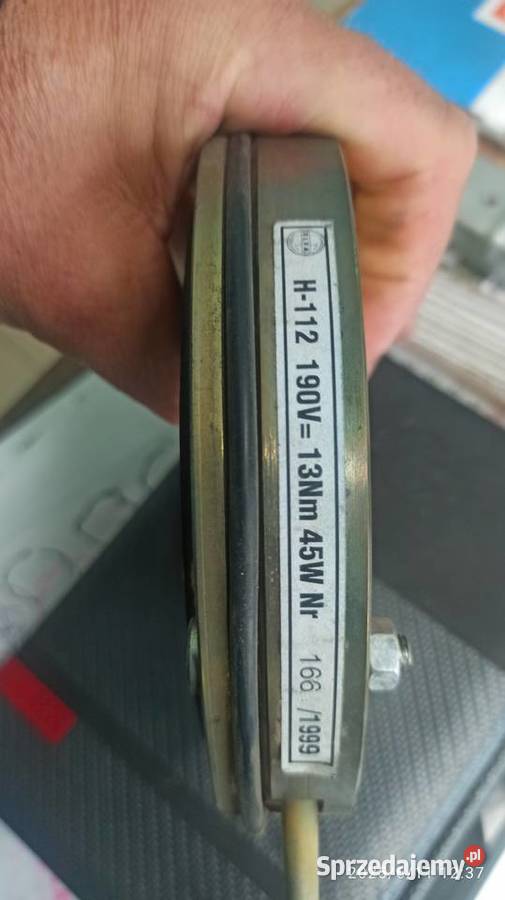 H-112 190V= 13Nm 45W Nr 166 /1999
Sprzedajemy.pl